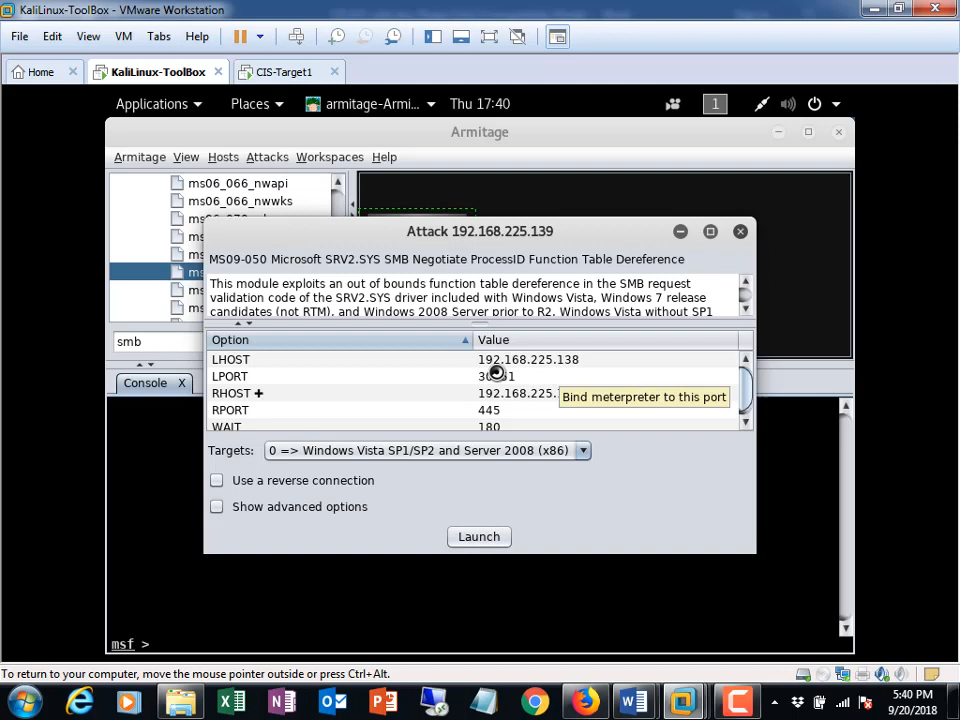 KaliLinux-ToolBox - VMware Workstation
File Edit View VM Tabs Help
Home KaliLinux-ToolBox CIS-Target1
Applications Places armitage-Armi... Thu 17:40 1
Armitage
Armitage View Hosts Attacks Workspaces Help
ms06_066_nwapi
ms06_066_nwwks
ms
ms
ms
ms
ms
smb
Console X
Attack 192.168.225.139
MS09-050 Microsoft SRV2.SYS SMB Negotiate ProcessID Function Table Dereference
This module exploits an out of bounds function table dereference in the SMB request
validation code of the SRV2.SYS driver included with Windows Vista, Windows 7 release
candidates (not RTM), and Windows 2008 Server prior to R2. Windows Vista without SP1
Option Value
LHOST 192.168.225.138
LPORT
RHOST + 192.168.225.
Bind meterpreter to this port
RPORT 445
WAIT 180
Targets: 0 => Windows Vista SP1/SP2 and Server 2008 (x86)
Use a reverse connection
Show advanced options
Launch
msf >
To return to your computer, move the mouse pointer outside or press Ctrl+Alt.
5:40 PM
9/20/2018